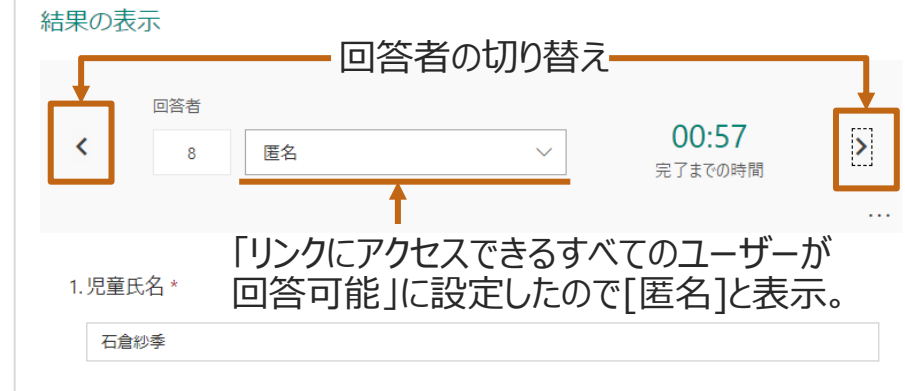 結果の表示
回答者の切り替え
回答者
8
匿名
00:57
完了までの時間
...
「リンクにアクセスできるすべてのユーザーが
回答可能」に設定したので[匿名]と表示。
1. 児童氏名 *
石倉紗季